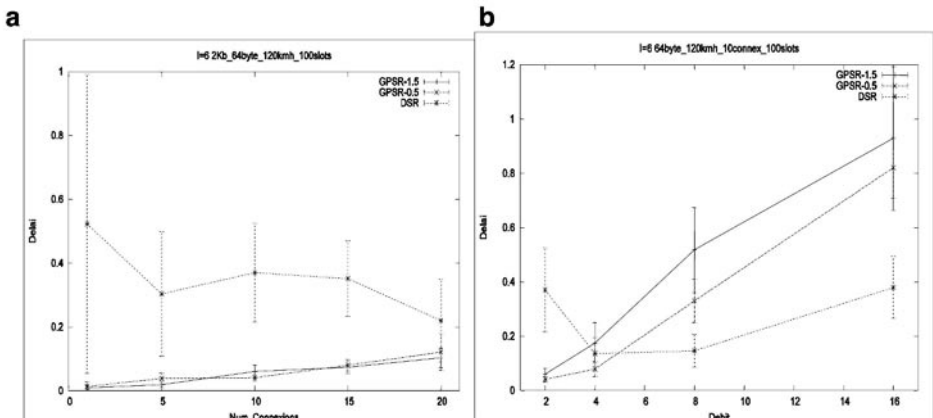 a
I=6 2Kb_64byte_120kmh_100slots
GPSR-1.5
GPSR-0.5
DSR
1
0.8
0.6
0.4
0.2
0
Delai
0
5
10
15
20
Num_Connexions
b
I=6 64byte_120kmh_10connex_100slots
GPSR-1.5
GPSR-0.5
DSR
1.2
1
0.8
0.6
0.4
0.2
0
Delai
2
4
6
8
10
12
14
16
Debit